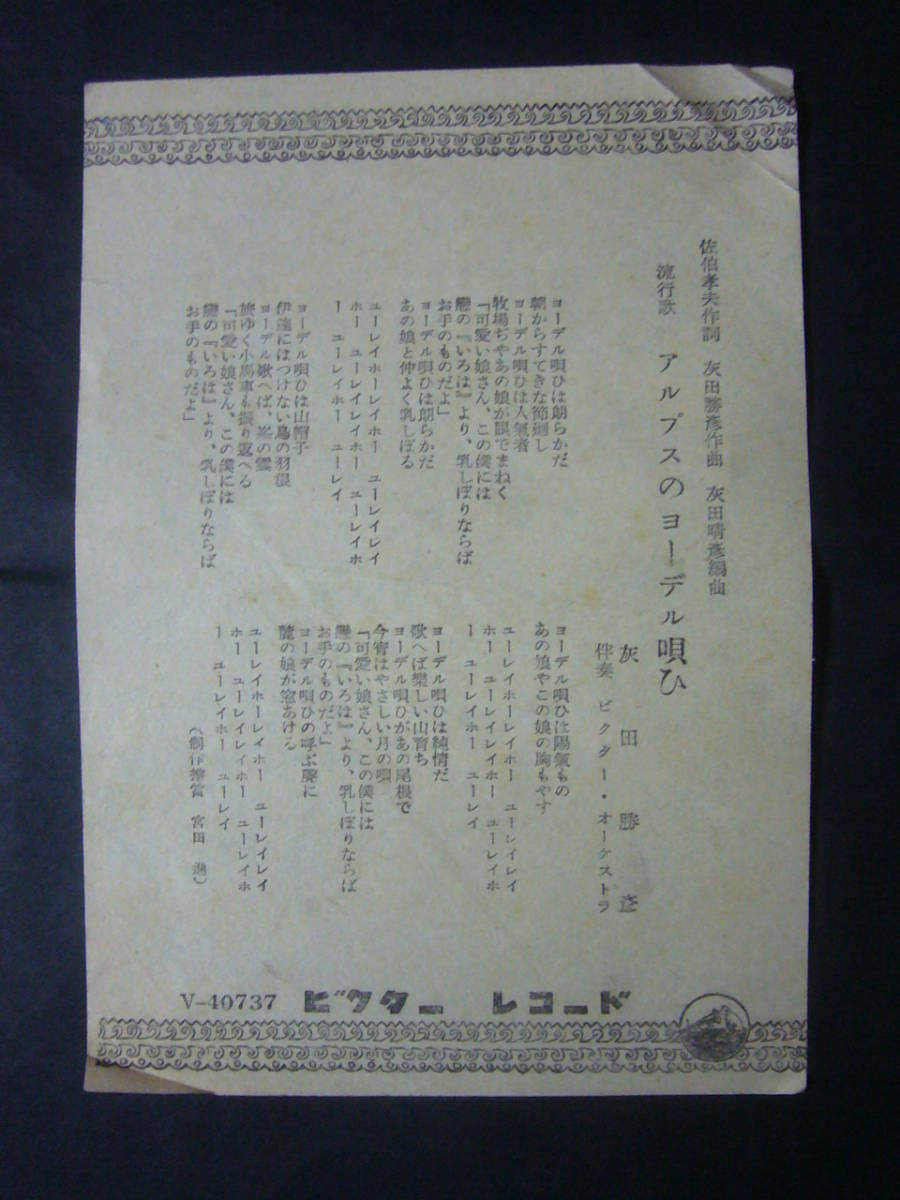 佐伯孝夫作詞　灰田勝彦作曲　灰田晴彦編曲
流行歌　アルプスのヨーデル唄ひ
灰田勝彦
伴奏　ビクター・オーケストラ
ヨーデル唄ひは朗らかだ
朝からすてきな節廻し
ヨーデル唄ひは人氣者
牧場ぢやあの娘が眼でまねく
「可愛い娘さん、この僕には
戀の『いろは』より、乳しぼりならば
お手のものだよ」
ヨーデル唄ひは朗らかだ
あの娘と仲よく乳しぼる
ユーレイホーレイホー　ユーレイレイ
ホー　ユーレイレイホー　ユーレイホ
ー　ユーレイホー　ユーレイ
ヨーデル唄ひは山帽子
伊達にはつけない鳥の羽根
ヨーデル歌へば、峯の雲
旅ゆく小馬車も振り返へる
「可愛い娘さん、この僕には
戀の『いろは』より、乳しぼりならば
お手のものだよ」
ヨーデル唄ひは陽氣もの
あの娘やこの娘の胸もやす
ユーレイホーレイホー　ユーレイレイ
ホー　ユーレイレイホー　ユーレイホ
ー　ユーレイホー　ユーレイ
ヨーデル唄ひは純情だ
歌へば樂しい山育ち
ヨーデル唄ひがあの尾根で
今宵はやさしい月の唄
「可愛い娘さん、この僕には
戀の『いろは』より、乳しぼりならば
お手のものだよ」
ヨーデル唄ひの呼ぶ聲に
麓の娘が窓あける
ユーレイホーレイホー　ユーレイレイ
ホー　ユーレイレイホー　ユーレイホ
ー　ユーレイホー　ユーレイ
宮田
V-40737　ビクター　レコード